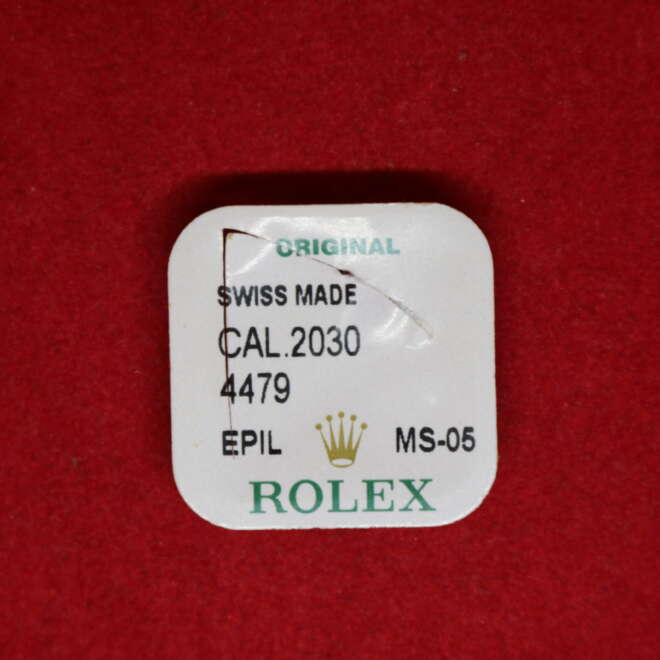 ORIGINAL
SWISS MADE
CAL.2030
4479
EPIL MS-05
ROLEX